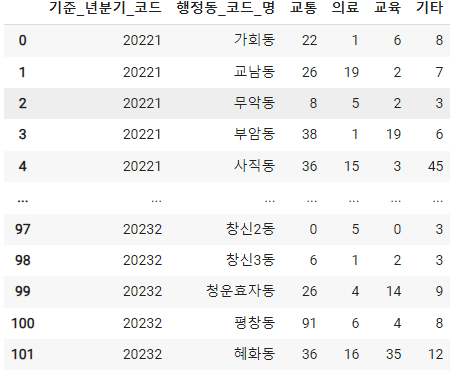 기준_년분기_코드 행정동_코드_명 교통 의료 교육 기타
0 20221 가회동 22 1 6 8
1 20221 교남동 26 19 2 7
2 20221 무악동 8 5 2 3
3 20221 부암동 38 1 19 6
4 20221 사직동 36 15 3 45
... ... ... ... ... ... ...
97 20232 창신2동 0 5 0 3
98 20232 창신3동 6 1 2 3
99 20232 청운효자동 26 4 14 9
100 20232 평창동 91 6 4 8
101 20232 혜화동 36 16 35 12